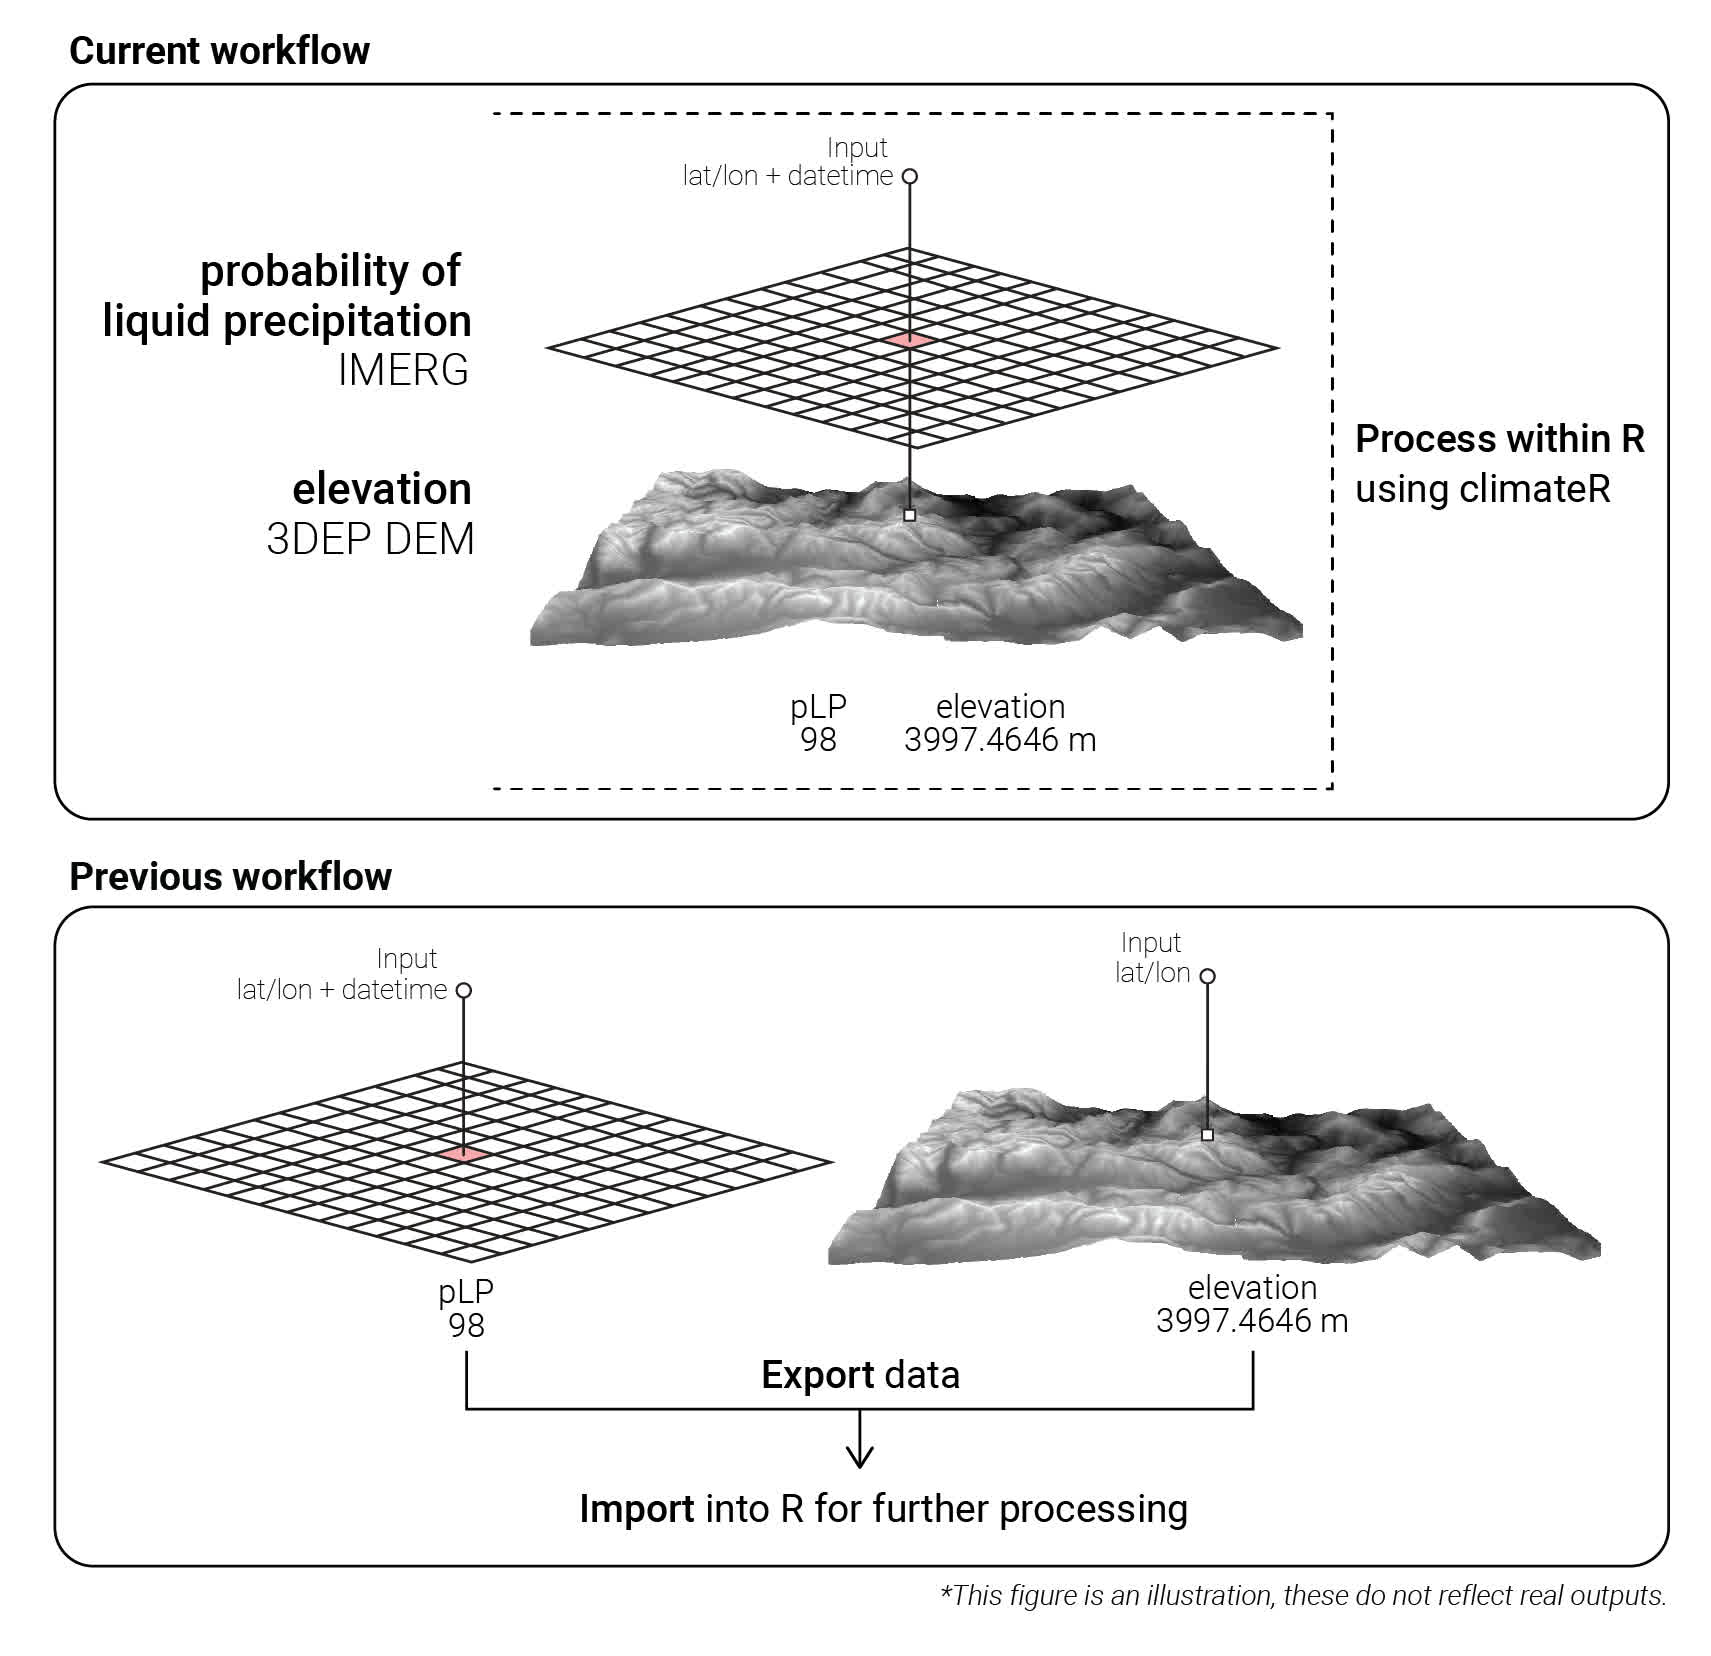 Current workflow
Input
lat/lon + datetime
probability of
liquid precipitation
IMERG
elevation
3DEP DEM
Process within R
using climateR
pLP
98
elevation
3997.4646 m
Previous workflow
Input
lat/lon + datetime
Input
lat/lon
pLP
98
elevation
3997.4646 m
Export data
Import into R for further processing
*This figure is an illustration, these do not reflect real outputs.